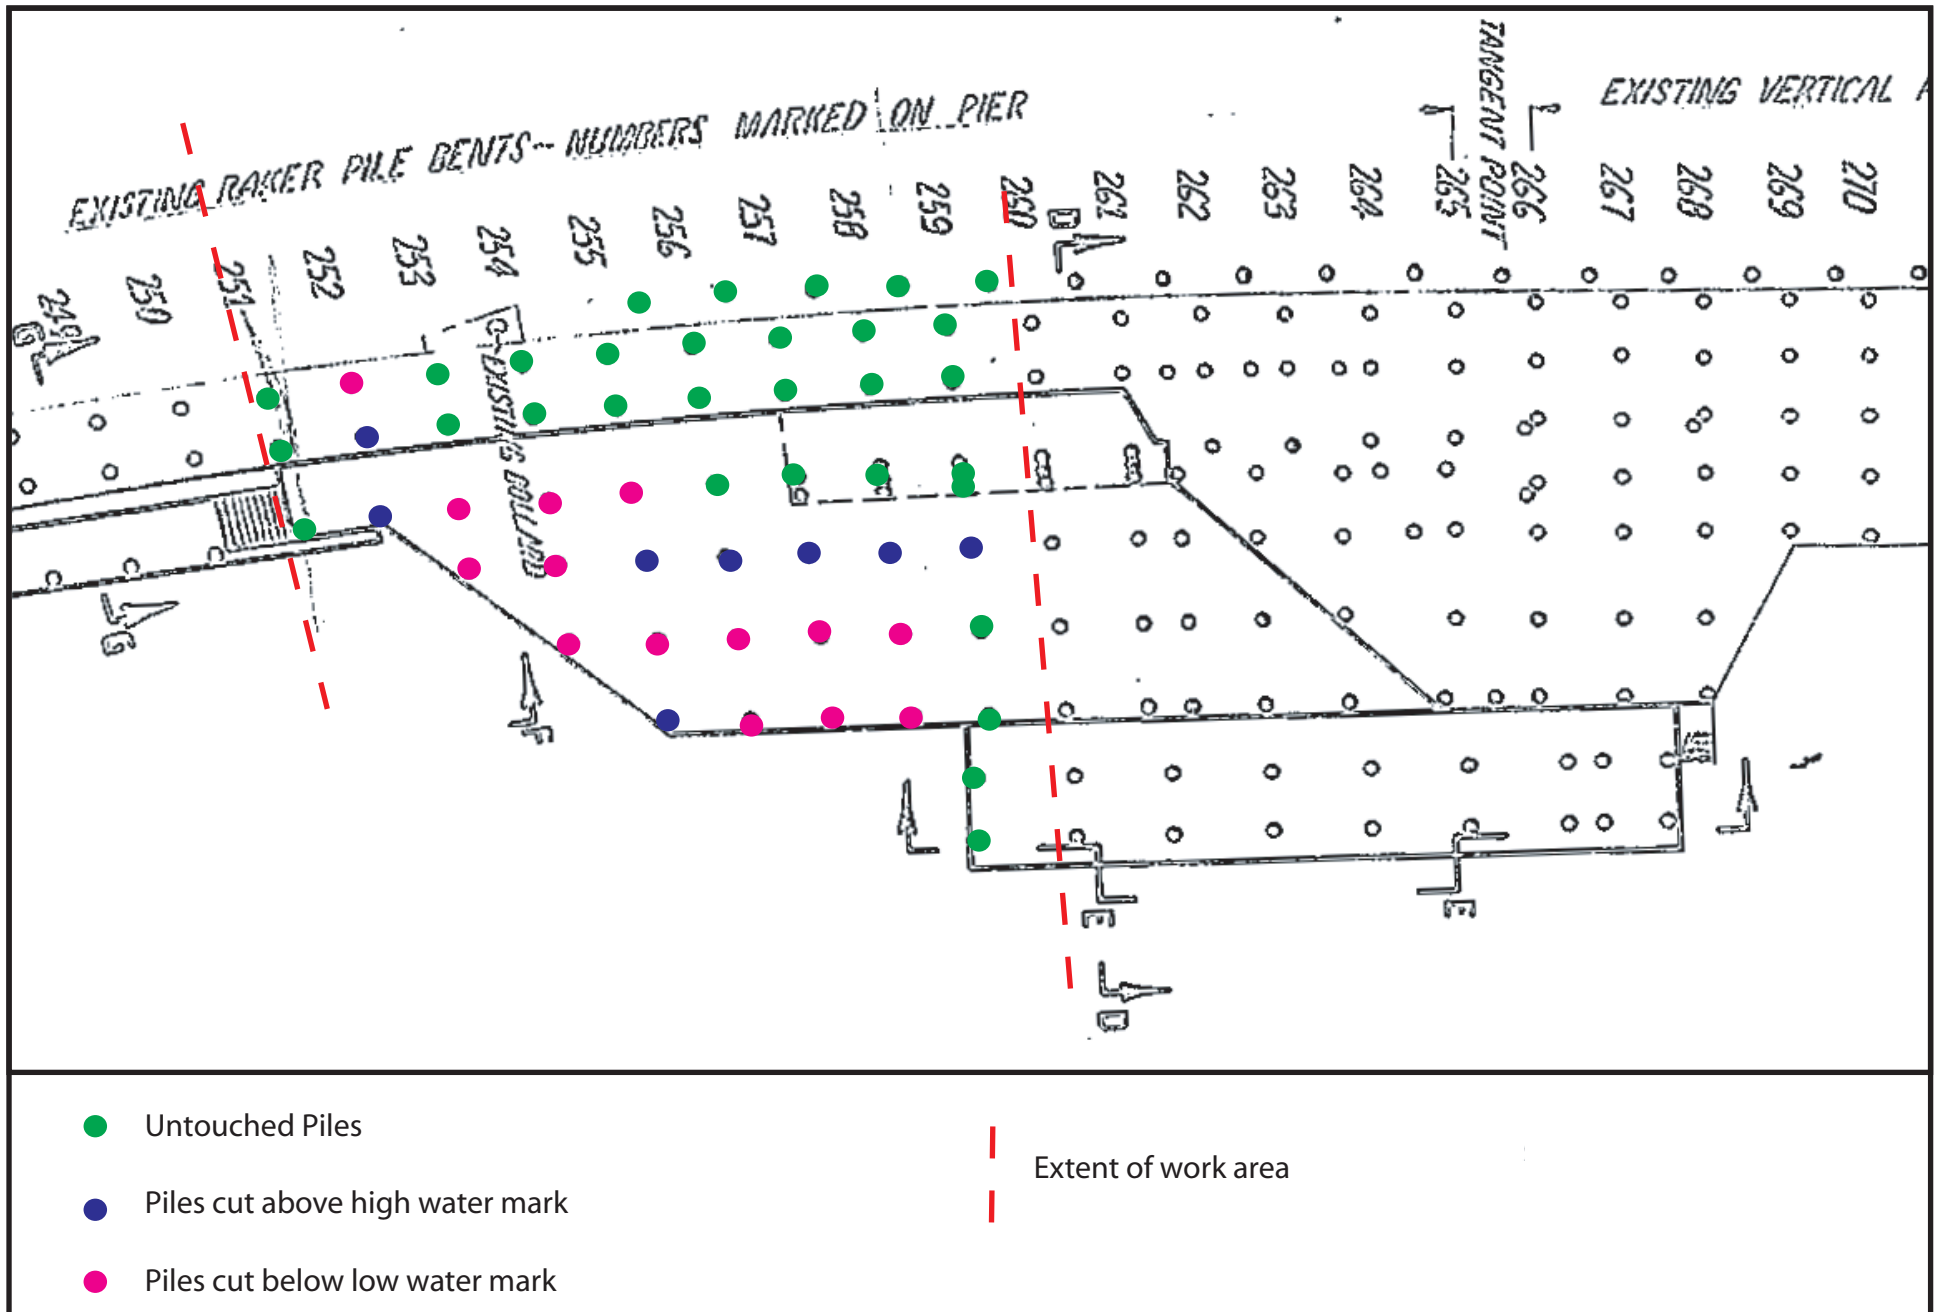 EXISTING RAKER PILE BENTS~ NUMBERS MARKED ON PIER
TANGENT POINT
EXISTING VERTICAL
249
250
251
252
253
254
255
256
257
258
259
260
261
262
263
264
265
266
267
268
269
270
D
G
EXISTING BOLLARD
G
F
E
E
D
Untouched Piles
Piles cut above high water mark
Piles cut below low water mark
Extent of work area